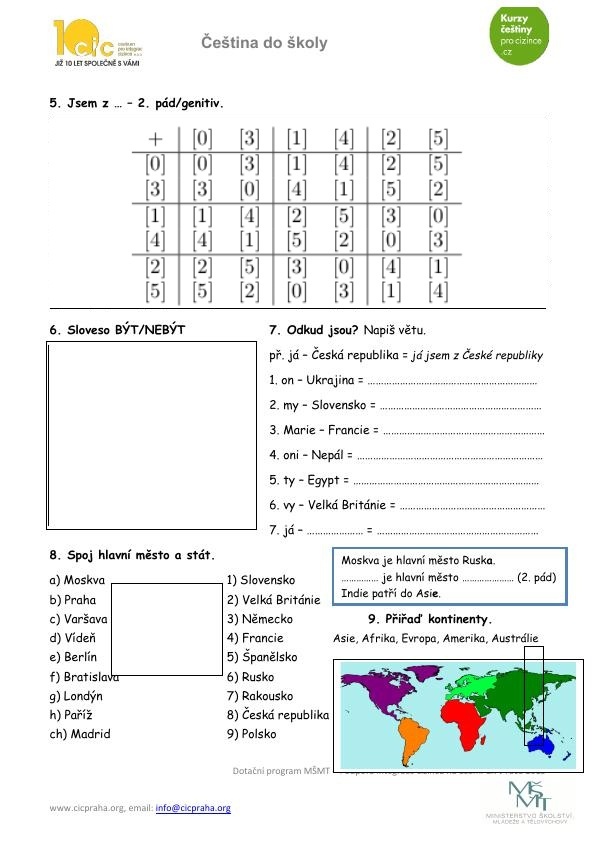 10 cic centrum pro integraci cizinců o.p.s.
JIŽ 10 LET SPOLEČNĚ S VÁMI
Čeština do školy
Kurzy
češtiny
pro cizince
.cz
5. Jsem z … – 2. pád/genitiv.
+ [0] [3] [1] [4] [2] [5]
[0] [0] [3] [1] [4] [2] [5]
[3] [3] [0] [4] [1] [5] [2]
[1] [1] [4] [2] [5] [3] [0]
[4] [4] [1] [5] [2] [0] [3]
[2] [2] [5] [3] [0] [4] [1]
[5] [5] [2] [0] [3] [1] [4]
6. Sloveso BÝT/NEBÝT
7. Odkud jsou? Napiš větu.
př. já – Česká republika = já jsem z České republiky
1. on – Ukrajina = ……………………………………………………
2. my – Slovensko = …………………………………………………
3. Marie – Francie = …………………………………………………
4. oni – Nepál = ………………………………………………………
5. ty – Egypt = ………………………………………………………
6. vy – Velká Británie = ……………………………………………
7. já – ………………… = …………………………………………………
8. Spoj hlavní město a stát.
a) Moskva
b) Praha
c) Varšava
d) Vídeň
e) Berlín
f) Bratislava
g) Londýn
h) Paříž
ch) Madrid
1) Slovensko
2) Velká Británie
3) Německo
4) Francie
5) Španělsko
6) Rusko
7) Rakousko
8) Česká republika
9) Polsko
Moskva je hlavní město Ruska.
………….. je hlavní město ……………….. (2. pád)
Indie patří do Asie.
9. Přiřaď kontinenty.
Asie, Afrika, Evropa, Amerika, Austrálie
Dotační program MŠMT
www.cicpraha.org, email: info@cicpraha.org
MŠMT
MINISTERSTVO ŠKOLSTVÍ,
MLÁDEŽE A TĚLOVÝCHOVY